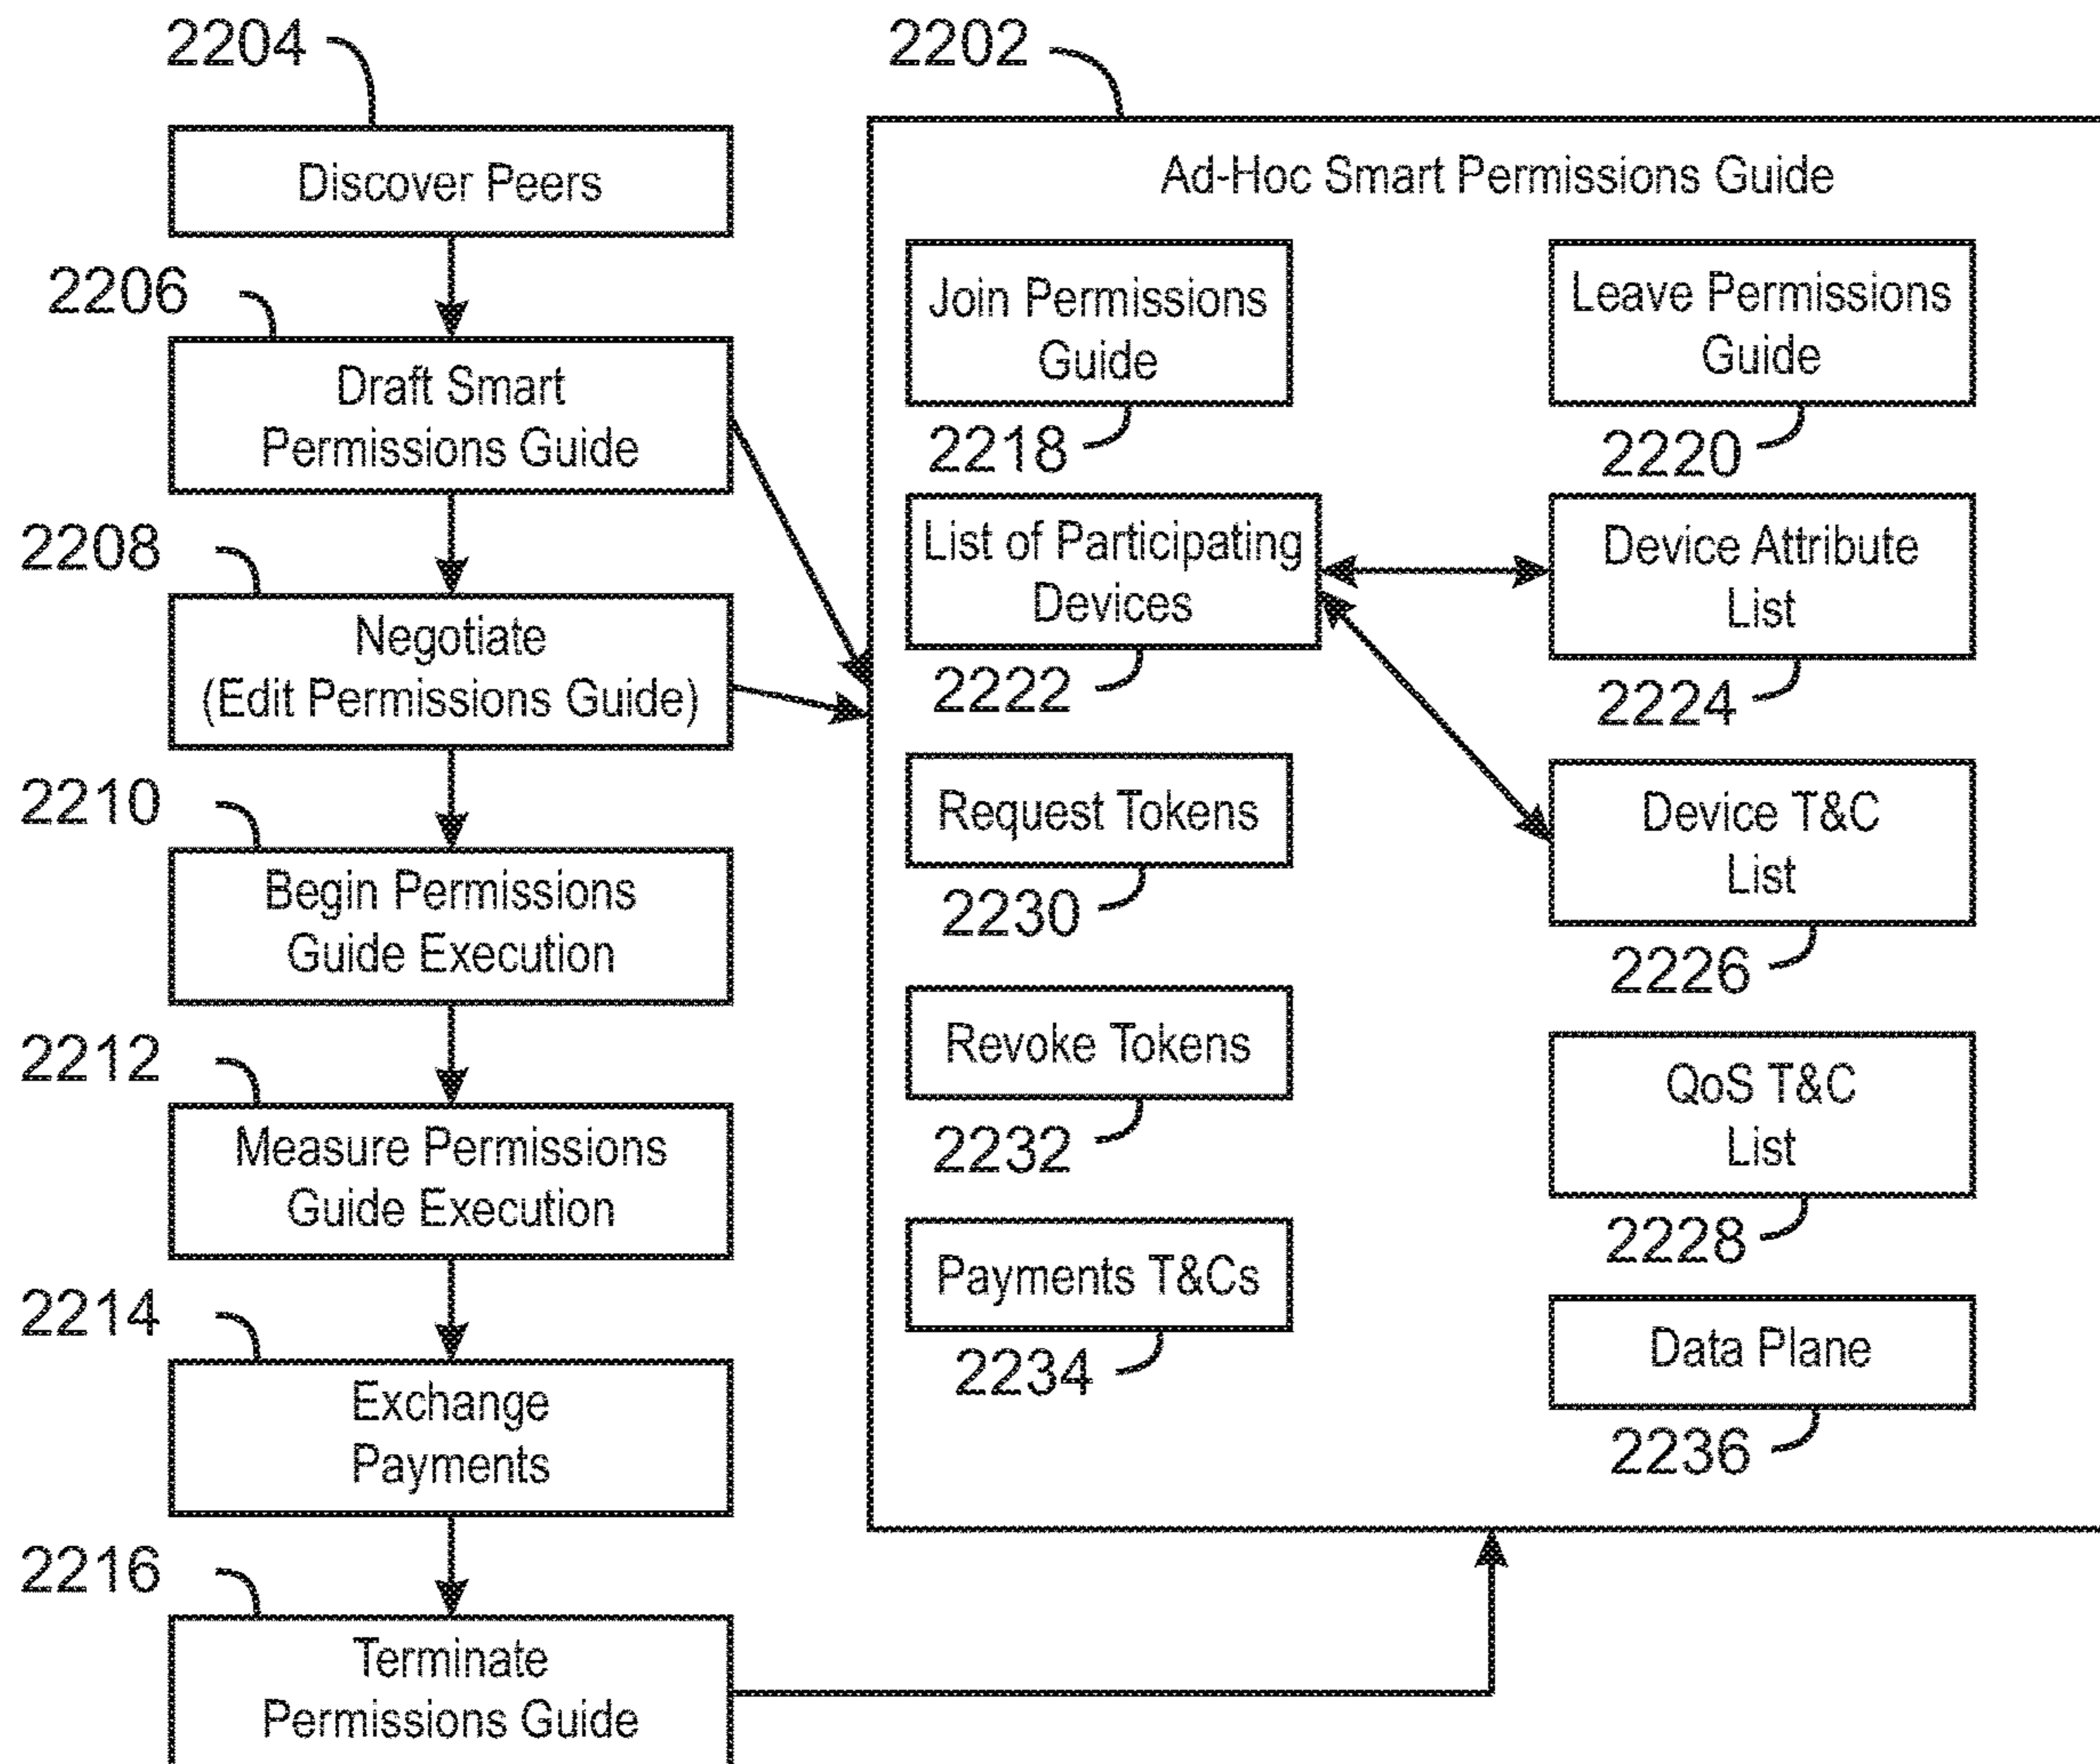 2204
Discover Peers
2206
Draft Smart
Permissions Guide
2208
Negotiate
(Edit Permissions Guide)
2210
Begin Permissions
Guide Execution
2212
Measure Permissions
Guide Execution
2214
Exchange
Payments
2216
Terminate
Permissions Guide
2202
Ad-Hoc Smart Permissions Guide
Join Permissions
Guide
2218
Leave Permissions
Guide
2220
List of Participating
Devices
2222
Device Attribute
List
2224
Request Tokens
2230
Device T&C
List
2226
Revoke Tokens
2232
QoS T&C
List
2228
Payments T&Cs
2234
Data Plane
2236